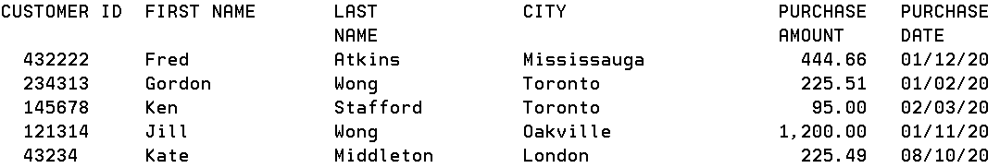 CUSTOMER ID FIRST NAME LAST CITY PURCHASE PURCHASE
NAME AMOUNT DATE
432222 Fred Atkins Mississauga 444.66 01/12/20
234313 Gordon Wong Toronto 225.51 01/02/20
145678 Ken Stafford Toronto 95.00 02/03/20
121314 Jill Wong Oakville 1,200.00 01/11/20
43234 Kate Middleton London 225.49 08/10/20